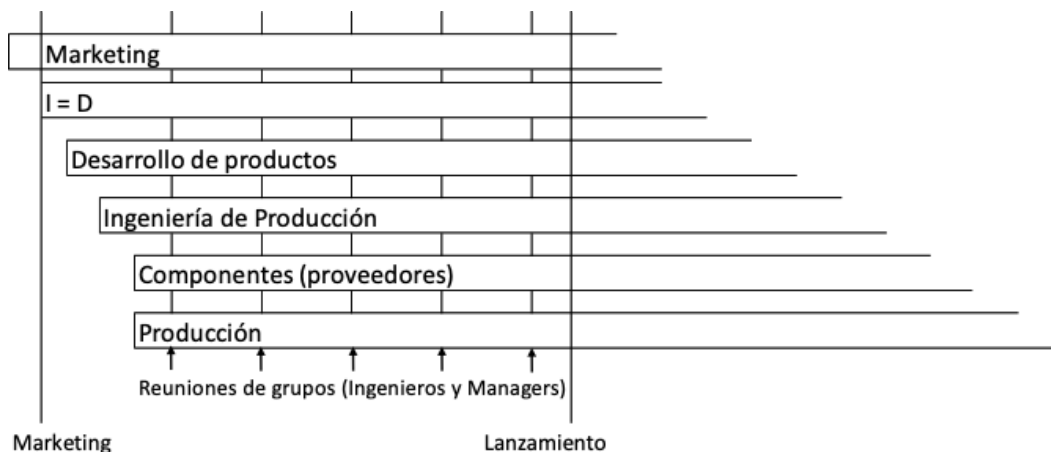 Marketing
I = D
Desarrollo de productos
Ingeniería de Producción
Componentes (proveedores)
Producción
Reuniones de grupos (Ingenieros y Managers)
Marketing
Lanzamiento